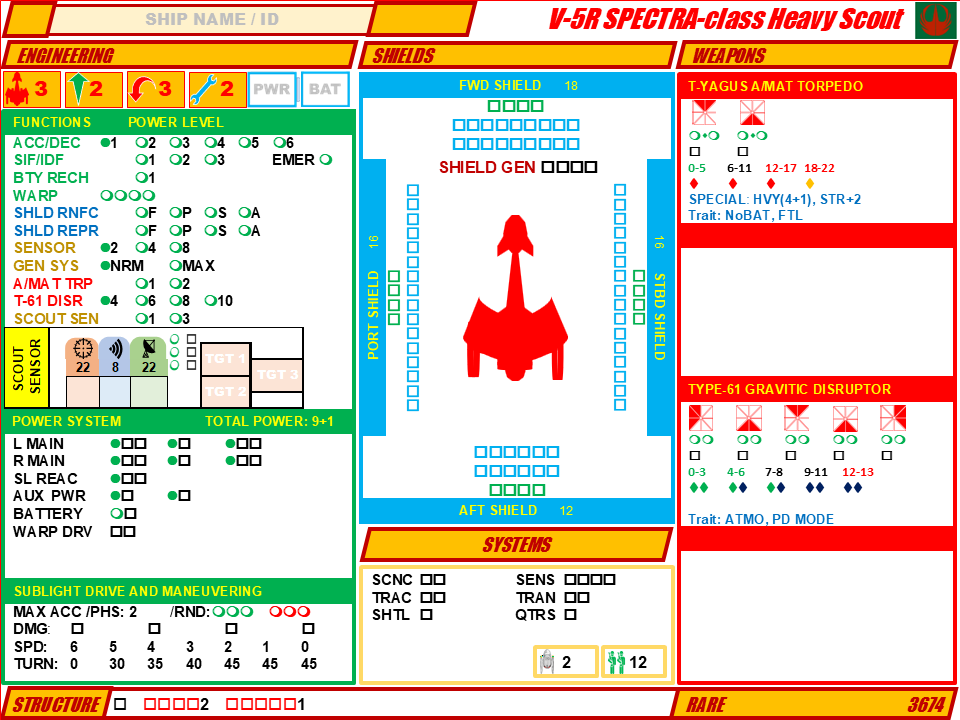 SHIP NAME / ID
V-5R SPECTRA-class Heavy Scout
ENGINEERING
3 2 3 2 PWR BAT
FUNCTIONS POWER LEVEL
ACC/DEC 1 2 3 4 5 6
SIF/IDF 1 2 3 EMER
BTY RECH 1
WARP
SHLD RNFC F P S A
SHLD REPR F P S A
SENSOR 2 4 8
GEN SYS NRM MAX
A/MAT TRP 1 2
T-61 DISR 4 6 8 10
SCOUT SEN 1 3
SCOUT SENSOR
22 8 22
TGT 1
TGT 2
TGT 3
POWER SYSTEM TOTAL POWER: 9+1
L MAIN
R MAIN
SL REAC
AUX PWR
BATTERY
WARP DRV
SUBLIGHT DRIVE AND MANEUVERING
MAX ACC /PHS: 2 /RND:
DMG:
SPD: 6 5 4 3 2 1 0
TURN: 0 30 35 40 45 45 45
SHIELDS
FWD SHIELD 18
SHIELD GEN
PORT SHIELD 16
16 STBD SHIELD
AFT SHIELD 12
SYSTEMS
SCNC SENS
TRAC TRAN
SHTL QTRS
2 12
WEAPONS
T-YAGUS A/MAT TORPEDO
0-5 6-11 12-17 18-22
SPECIAL: HVY(4+1), STR+2
Trait: NoBAT, FTL
TYPE-61 GRAVITIC DISRUPTOR
0-3 4-6 7-8 9-11 12-13
Trait: ATMO, PD MODE
STRUCTURE 2 1
RARE 3674